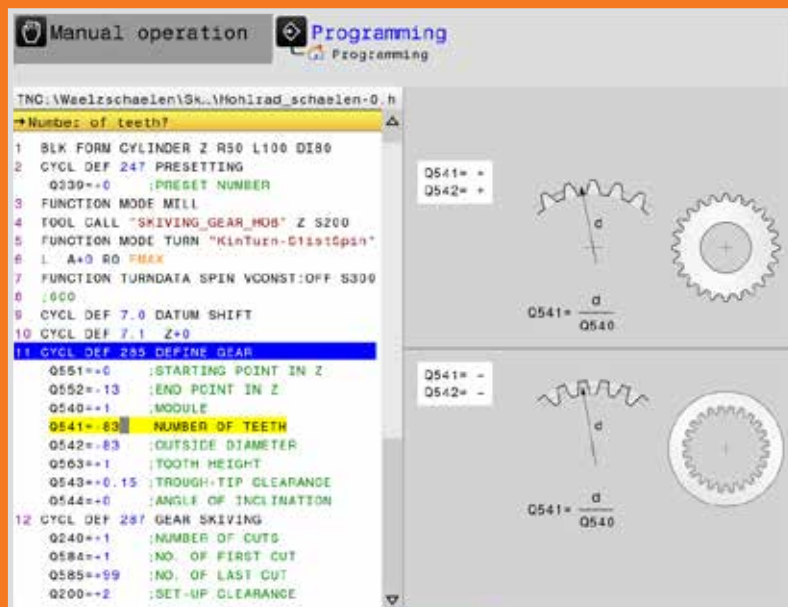 Manual operation
Programming
Programming
TNC:\Waelzschaelen\Sk…\Hohlrad_schaelen-0.h
→Number of teeth?
1 BLK FORM CYLINDER Z R50 L100 DI80
2 CYCL DEF 247 PRESETTING
Q339=+0 ;PRESET NUMBER
3 FUNCTION MODE MILL
4 TOOL CALL "SKIVING_GEAR_HOB" Z S200
5 FUNCTION MODE TURN
6 L A+0 R0 FMAX
7 FUNCTION TURNDATA SPIN VCONST:OFF S300
8
9 CYCL DEF 7.0 DATUM SHIFT
10 CYCL DEF 7.1 Z+0
11 CYCL DEF 285 DEFINE GEAR
Q551=+0 ;STARTING POINT IN Z
Q552=-13 ;END POINT IN Z
Q540=+1 ;MODULE
Q541=-83 NUMBER OF TEETH
Q542=-83 ;OUTSIDE DIAMETER
Q563=+1 ;TOOTH HEIGHT
Q543=+0.15 ;TROUGH-TIP CLEARANCE
Q544=+0 ;ANGLE OF INCLINATION
12 CYCL DEF 287 GEAR SKIVING
Q240=+1 ;NUMBER OF CUTS
Q584=+1 ;NO. OF FIRST CUT
Q585=+99 ;NO. OF LAST CUT
Q200=+2 ;SET-UP CLEARANCE
Q541= +
Q542= +
d
Q541= d
Q540
Q541= -
Q542= -
d
Q541= d
Q540